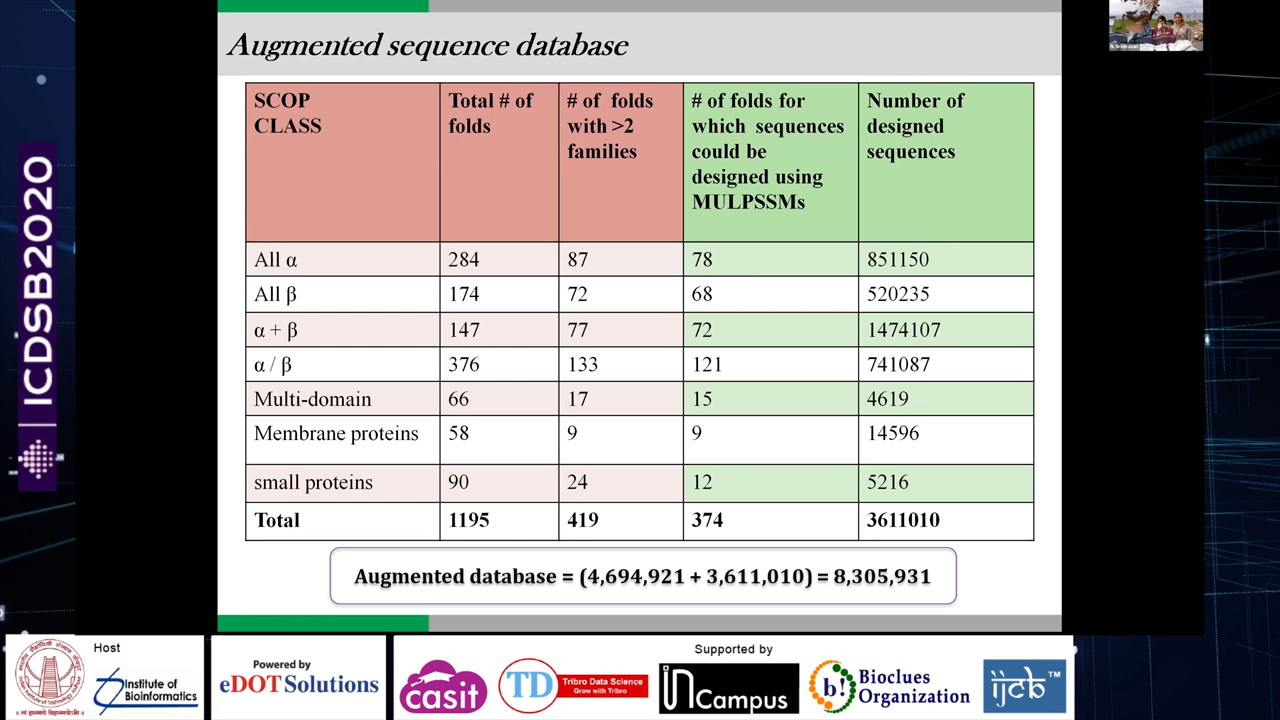 Augmented sequence database
SCOP CLASS
Total # of folds
# of folds with >2 families
# of folds for which sequences could be designed using MULPSSMs
Number of designed sequences
All α 284 87 78 851150
All β 174 72 68 520235
α + β 147 77 72 1474107
α / β 376 133 121 741087
Multi-domain 66 17 15 4619
Membrane proteins 58 9 9 14596
small proteins 90 24 12 5216
Total 1195 419 374 3611010
Augmented database = (4,694,921 + 3,611,010) = 8,305,931
ICDSB2020
Host
Institute of
Bioinformatics
Powered by
eDOT Solutions
Supported by
casit
TD
Tribro Data Science
Grow with Tribro
inCampus
b!
Bioclues
Organization
ijcb™